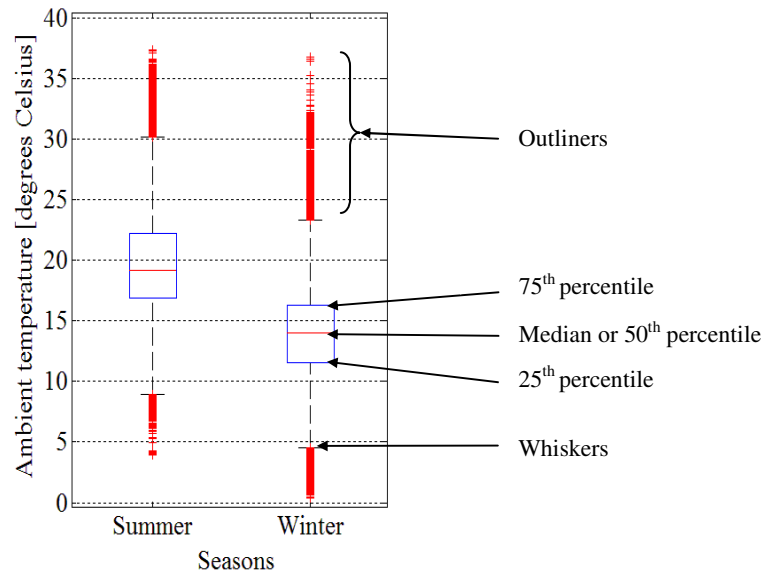 Ambient temperature [degrees Celsius]
40
35
30
25
20
15
10
5
0
Summer
Winter
Seasons
Outliners
75th percentile
Median or 50th percentile
25th percentile
Whiskers